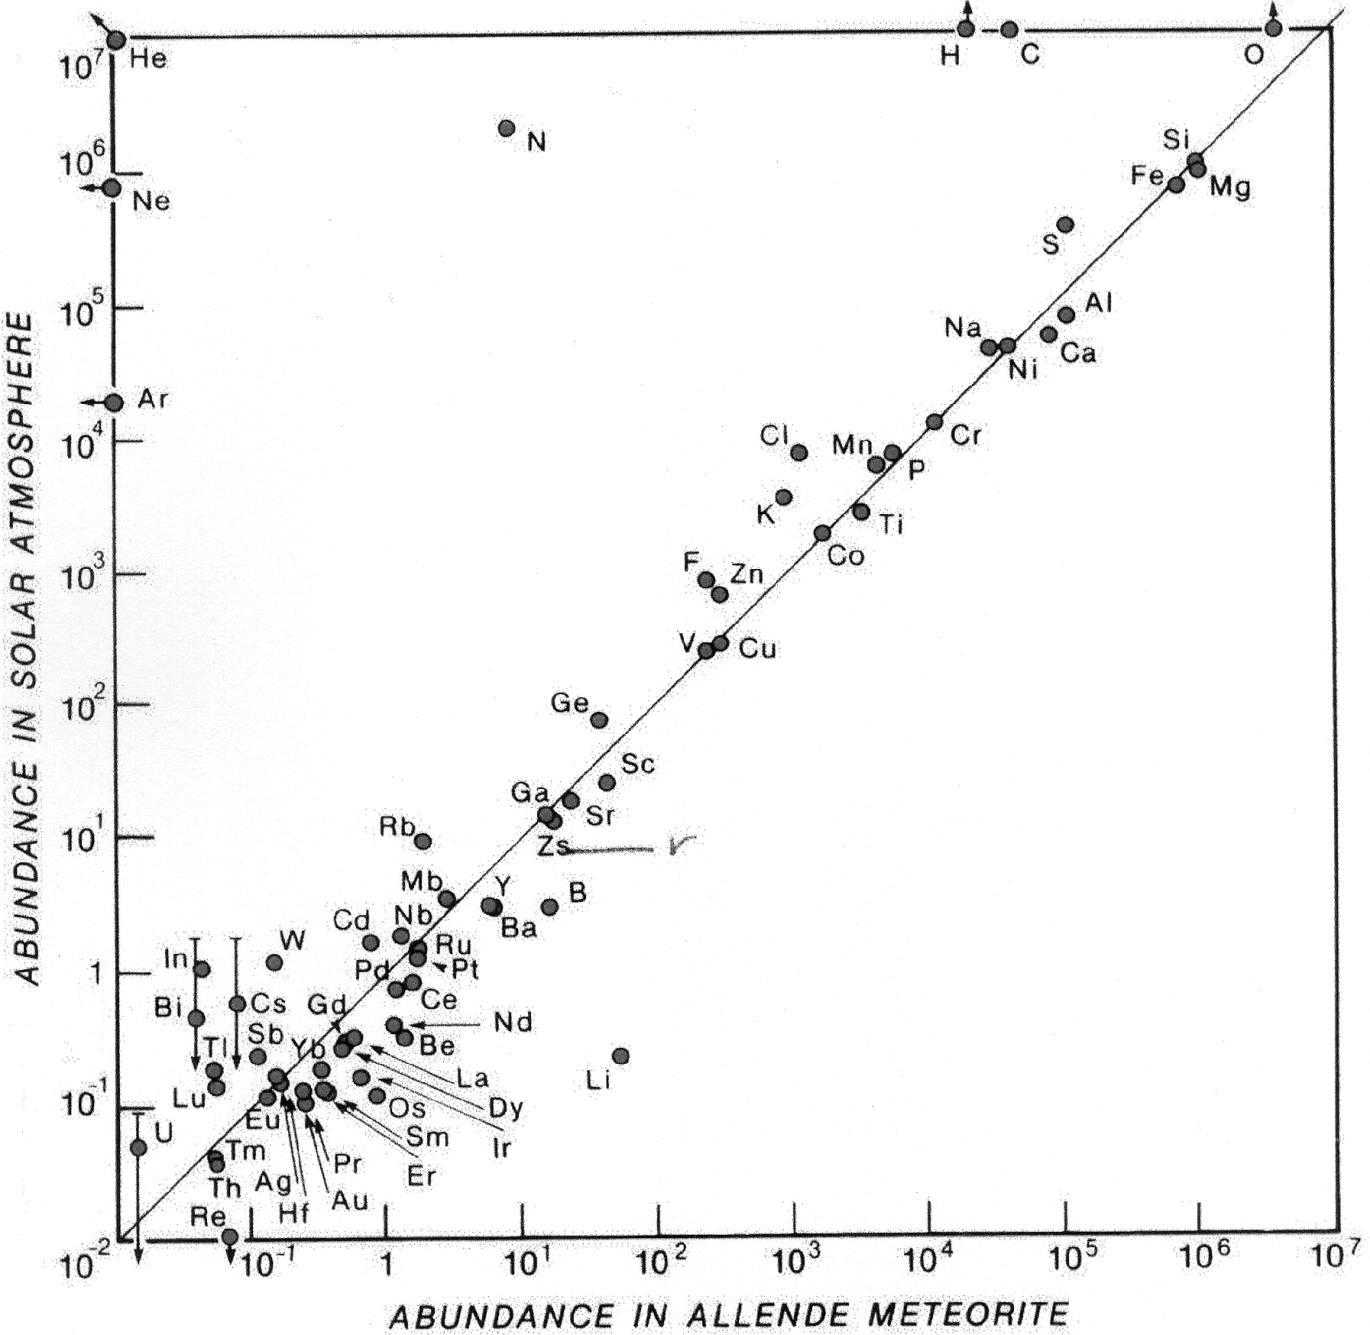 He
H
C
O
10⁷
N
10⁶
Si
Fe
Mg
Ne
S
10⁵
Al
Na
Ca
Ni
Ar
10⁴
Cl
Mn
Cr
P
K
Ti
Co
10³
F
Zn
V
Cu
10²
Ge
Sc
Ga
Sr
10¹
Rb
Zs
r
Mb
Y
B
Cd
Nb
Ba
In
W
Ru
1
Pd
Pt
Bi
Cs
Gd
Ce
Sb
Nd
Tl
Yb
Be
La
Li
Lu
10⁻¹
Eu
Os
Dy
U
Sm
Ir
Tm
Pr
Er
Th
Ag
Au
Re
Hf
10⁻²
10⁻¹
1
10¹
10²
10³
10⁴
10⁵
10⁶
10⁷
ABUNDANCE IN SOLAR ATMOSPHERE
ABUNDANCE IN ALLENDE METEORITE